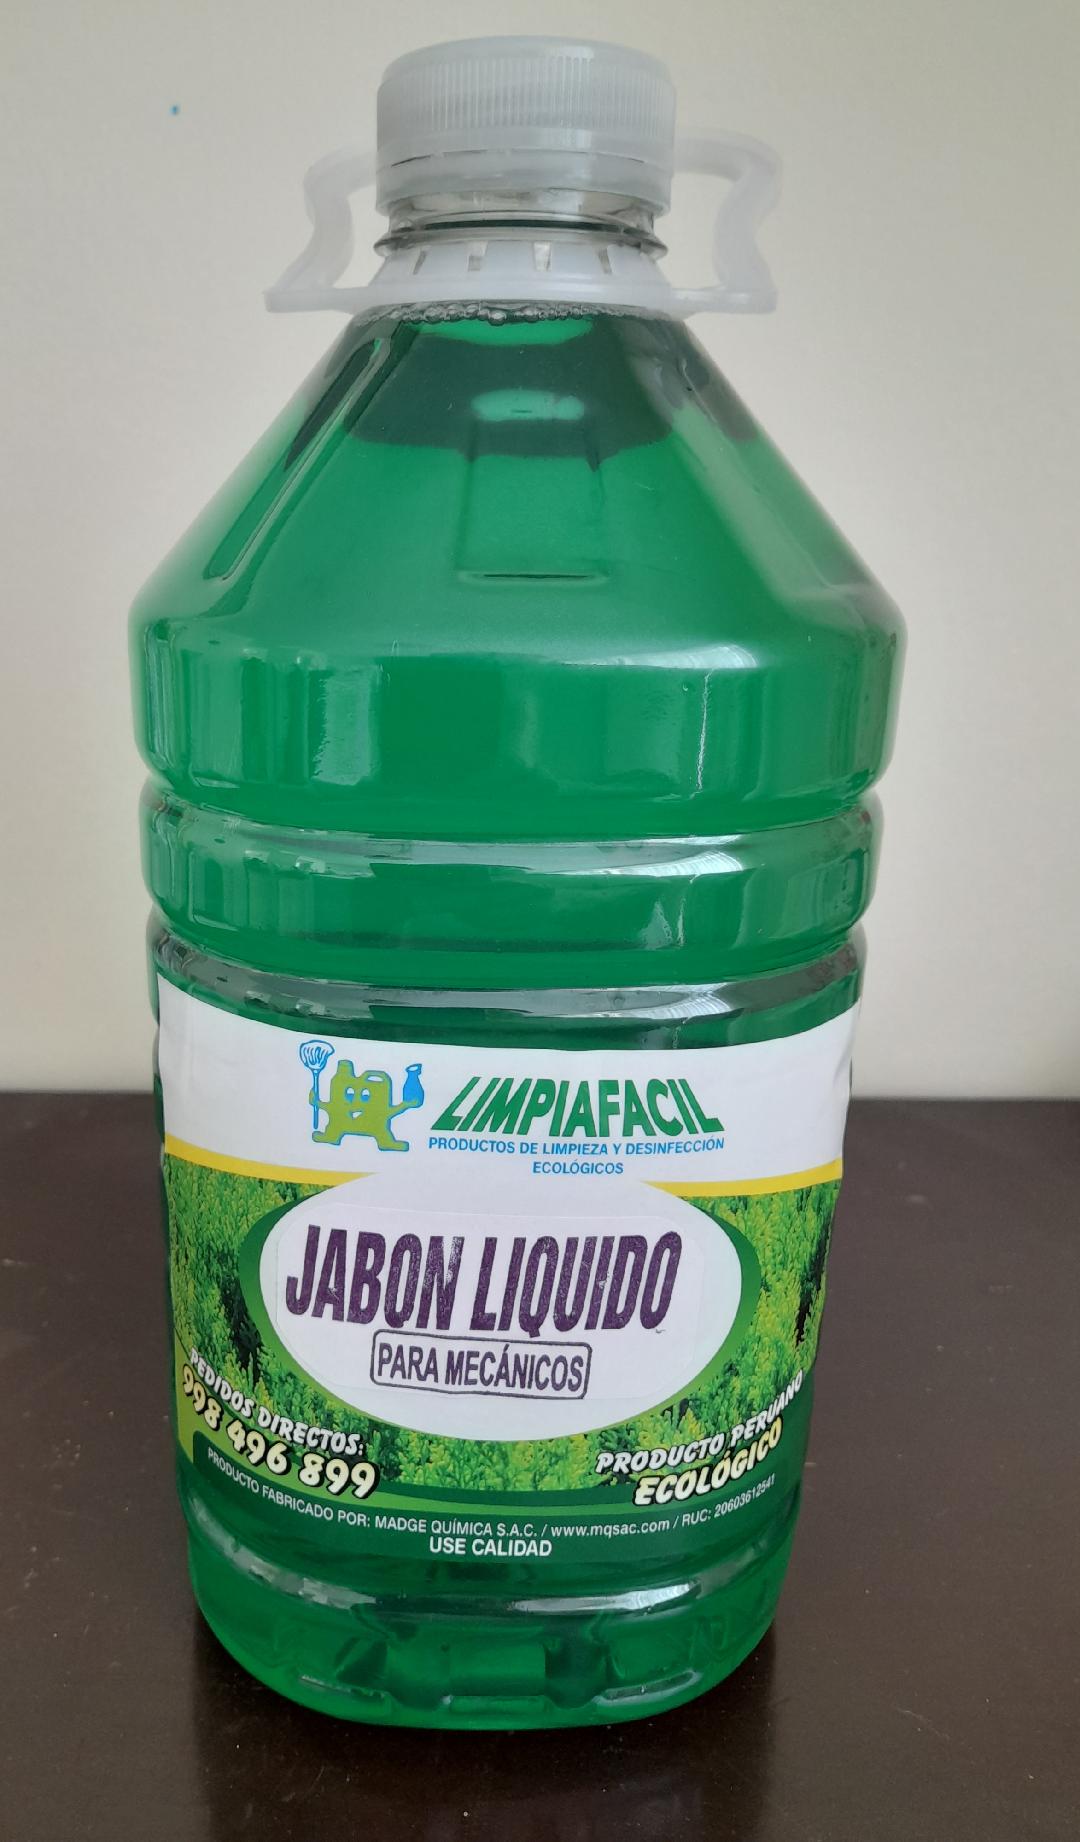 LIMPIAFACIL
PRODUCTOS DE LIMPIEZA Y DESINFECCIÓN
ECOLÓGICOS
JABON LIQUIDO
PARA MECÁNICOS
PEDIDOS DIRECTOS:
998 496 899
PRODUCTO PERUANO
ECOLÓGICO
PRODUCTO FABRICADO POR: MADGE QUÍMICA S.A.C. / www.mqsac.com / RUC: 20603612541
USE CALIDAD